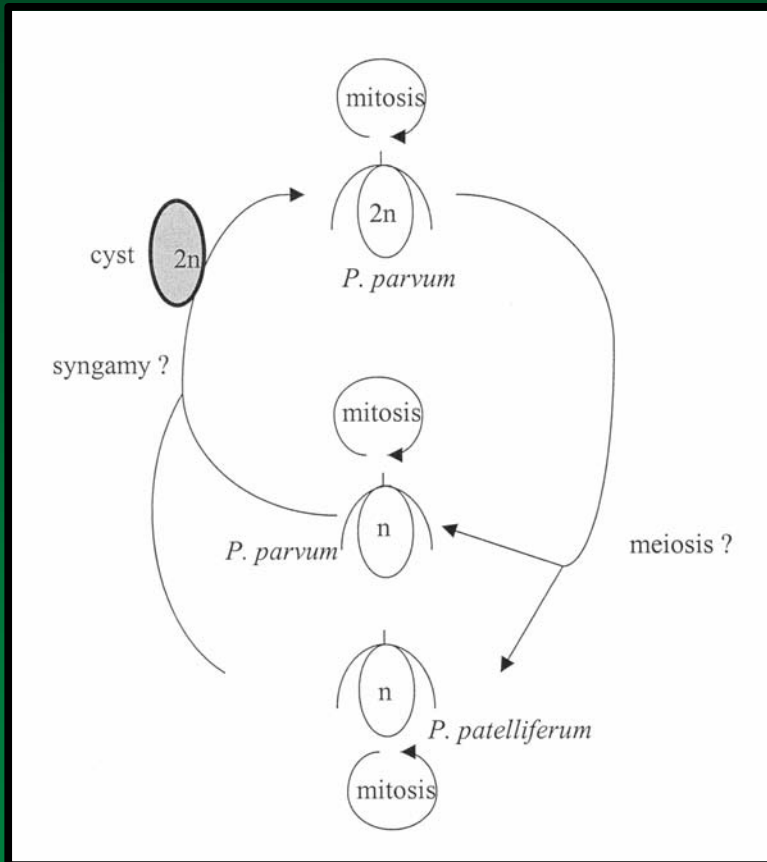 mitosis
2n
P. parvum
cyst
2n
syngamy ?
mitosis
n
P. parvum
meiosis ?
n
P. patelliferum
mitosis